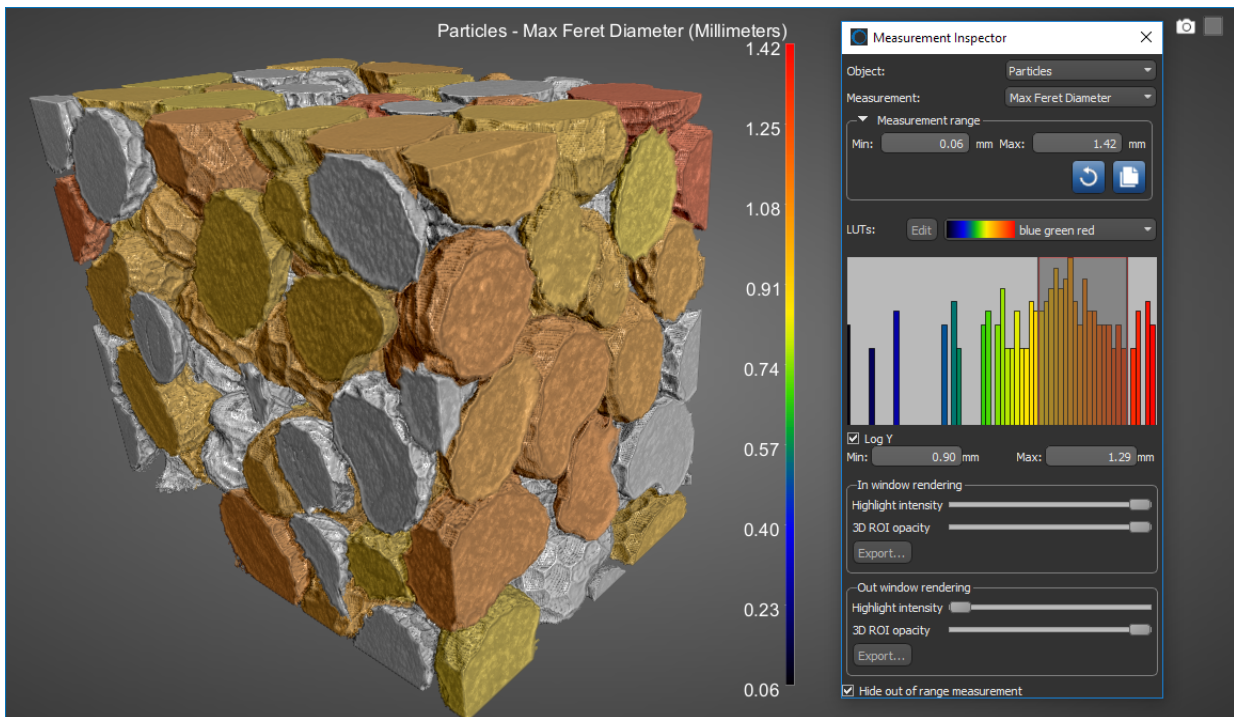 Particles - Max Feret Diameter (Millimeters)
1.42
1.25
1.08
0.91
0.74
0.57
0.40
0.23
0.06
Measurement Inspector
Object: Particles
Measurement: Max Feret Diameter
Measurement range
Min: 0.06 mm Max: 1.42 mm
LUTs: Edit blue green red
Log Y
Min: 0.90 mm Max: 1.29 mm
In window rendering
Highlight intensity
3D ROI opacity
Export...
Out window rendering
Highlight intensity
3D ROI opacity
Export...
Hide out of range measurement